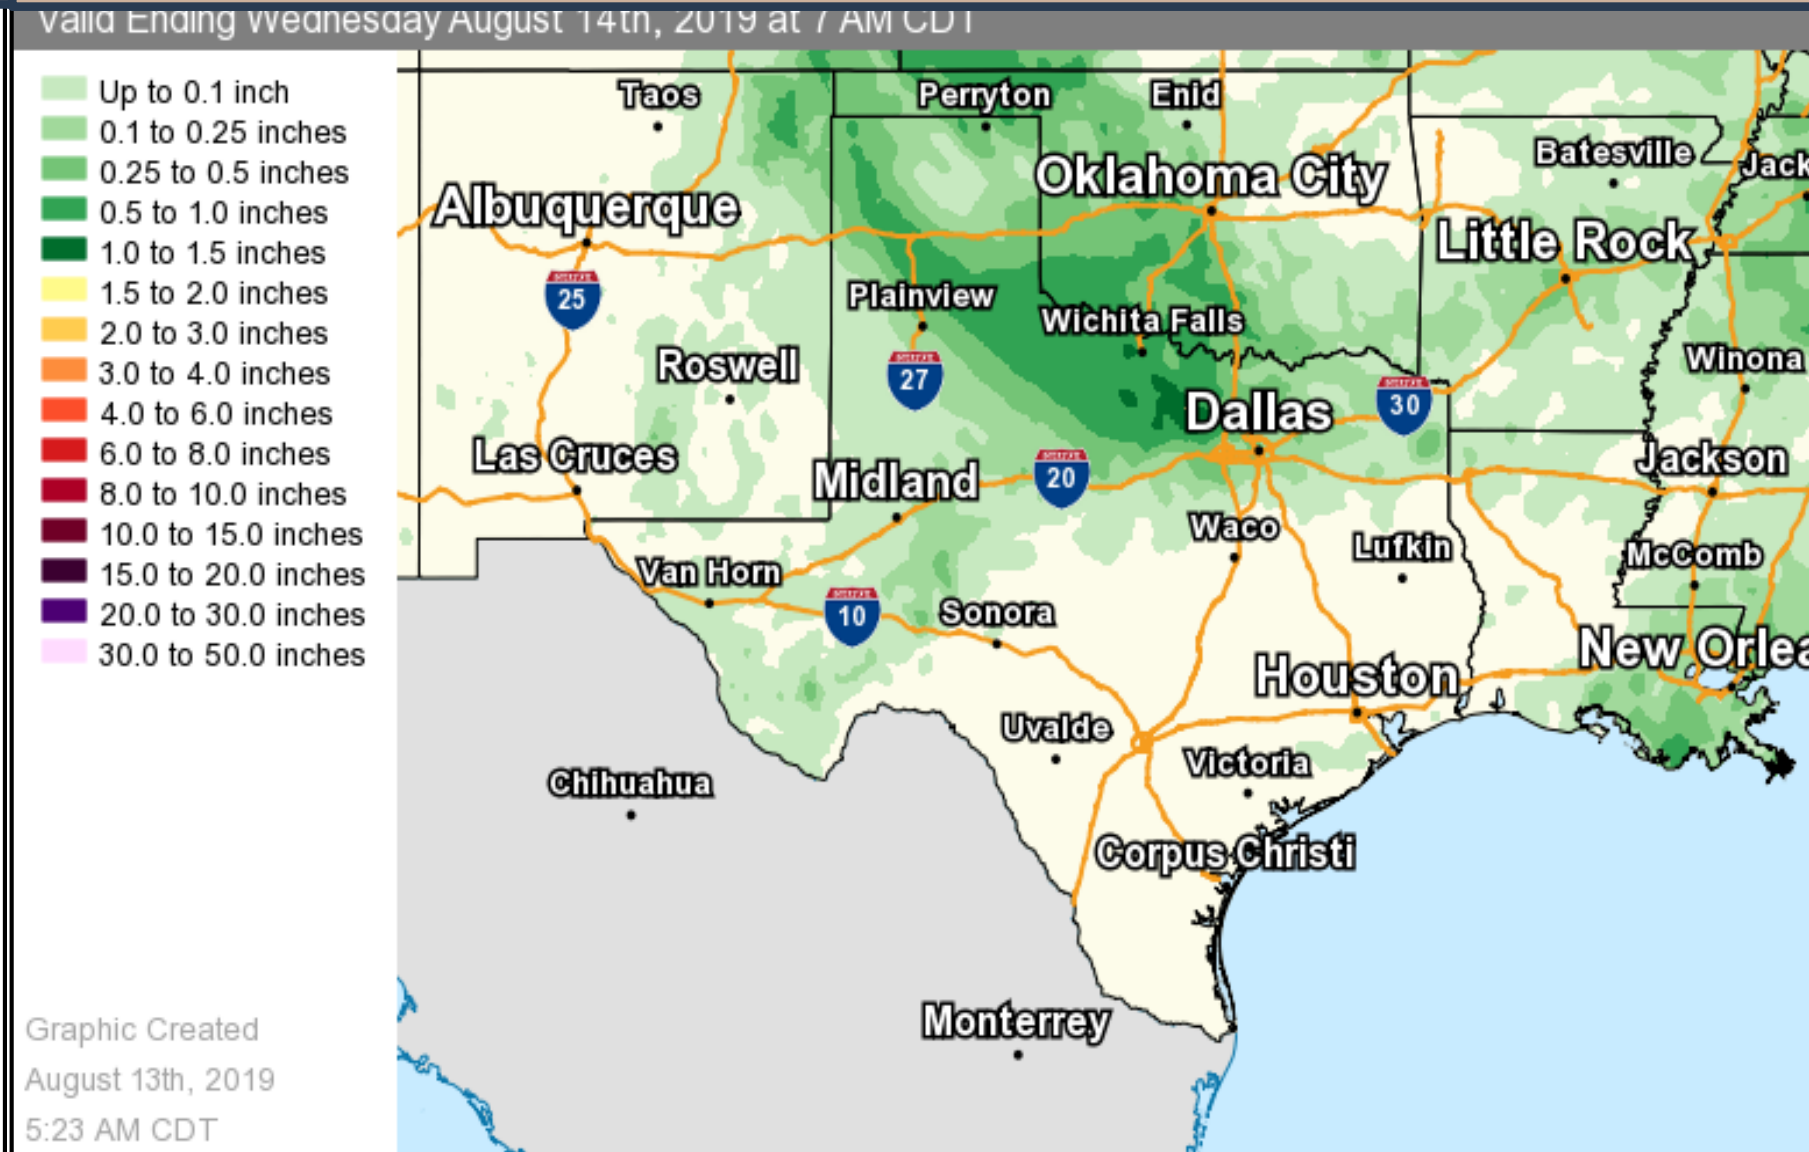 Valid Ending Wednesday August 14th, 2019 at 7 AM CDT
Up to 0.1 inch
0.1 to 0.25 inches
0.25 to 0.5 inches
0.5 to 1.0 inches
1.0 to 1.5 inches
1.5 to 2.0 inches
2.0 to 3.0 inches
3.0 to 4.0 inches
4.0 to 6.0 inches
6.0 to 8.0 inches
8.0 to 10.0 inches
10.0 to 15.0 inches
15.0 to 20.0 inches
20.0 to 30.0 inches
30.0 to 50.0 inches
Graphic Created
August 13th, 2019
5:23 AM CDT
Taos
Perryton
Enid
Batesville
Jack
Oklahoma City
Albuquerque
Little Rock
25
Plainview
Wichita Falls
Roswell
27
Winona
30
Dallas
Las Cruces
Midland
20
Jackson
Waco
Lufkin
McComb
Van Horn
10
Sonora
New Orlea
Houston
Uvalde
Victoria
Chihuahua
Corpus Christi
Monterrey